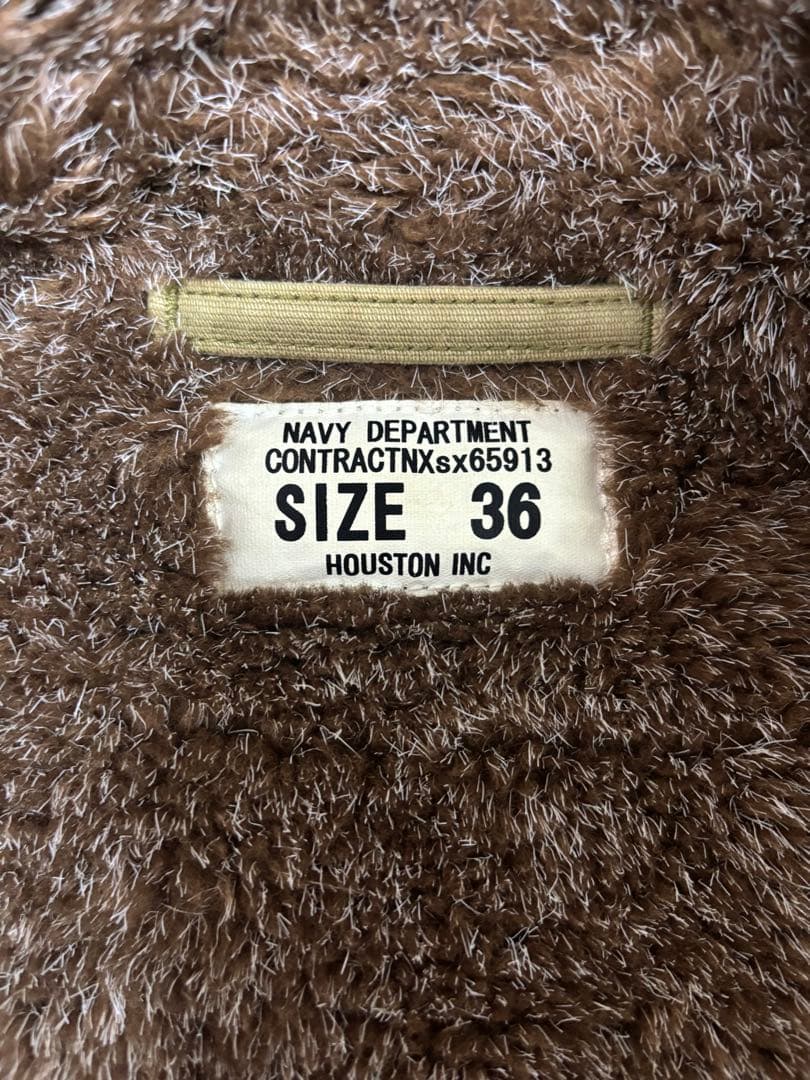 NAVY DEPARTMENT
CONTRACTNXsx65913
SIZE 36
HOUSTON INC